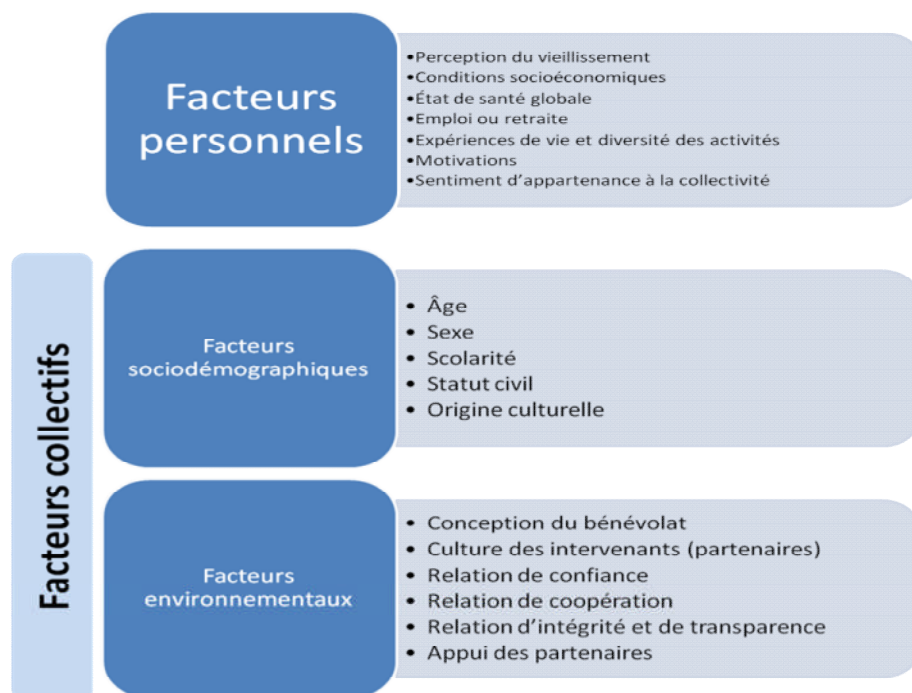 Facteurs
personnels
•Perception du vieillissement
•Conditions socioéconomiques
•État de santé globale
•Emploi ou retraite
•Expériences de vie et diversité des activités
•Motivations
•Sentiment d'appartenance à la collectivité
Facteurs collectifs
Facteurs
sociodémographiques
• Âge
• Sexe
• Scolarité
• Statut civil
• Origine culturelle
Facteurs
environnementaux
• Conception du bénévolat
• Culture des intervenants (partenaires)
• Relation de confiance
• Relation de coopération
• Relation d'intégrité et de transparence
• Appui des partenaires